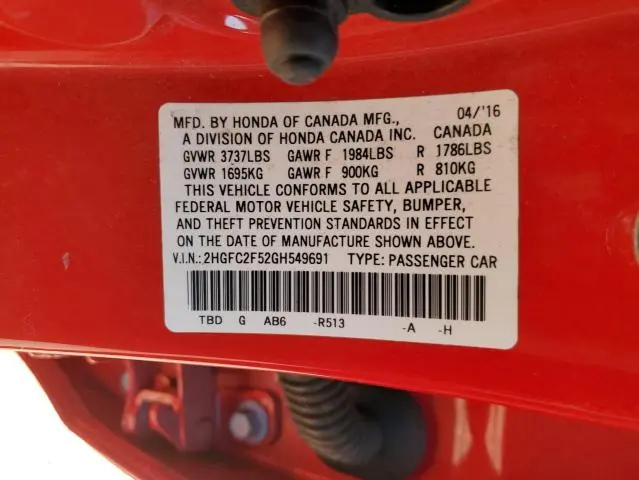 MFD. BY HONDA OF CANADA MFG., 04/'16
A DIVISION OF HONDA CANADA INC. CANADA
GVWR 3737LBS GAWR F 1984LBS R 1786LBS
GVWR 1695KG GAWR F 900KG R 810KG
THIS VEHICLE CONFORMS TO ALL APPLICABLE
FEDERAL MOTOR VEHICLE SAFETY, BUMPER,
AND THEFT PREVENTION STANDARDS IN EFFECT
ON THE DATE OF MANUFACTURE SHOWN ABOVE.
V.I.N.:2HGFC2F52GH549691 TYPE: PASSENGER CAR
TBD G AB6 -R513 -A -H